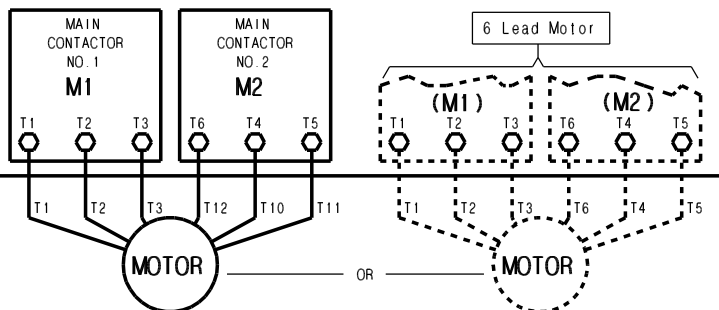 MAIN CONTACTOR NO.1
M1
MAIN CONTACTOR NO.2
M2
6 Lead Motor
(M1)
(M2)
T1 T2 T3 T6 T4 T5
T1 T2 T3 T6 T4 T5
T1 T2 T3 T12 T10 T11
T1 T2 T3 T6 T4 T5
MOTOR
OR
MOTOR